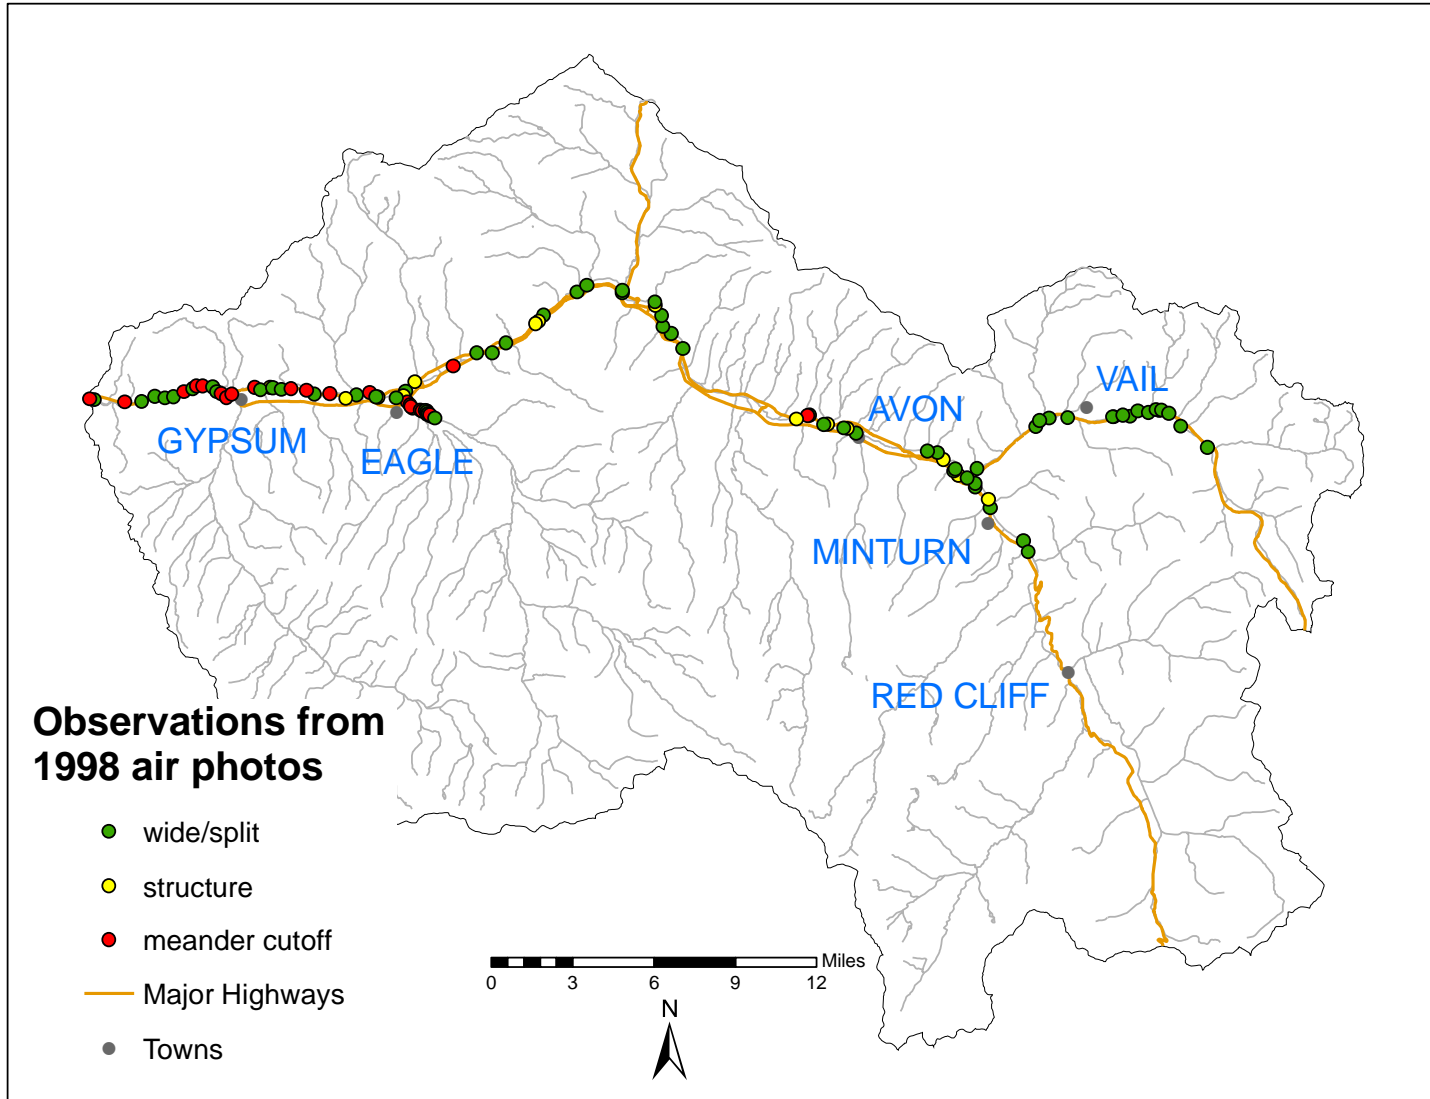 VAIL
AVON
GYPSUM
EAGLE
MINTURN
RED CLIFF
Observations from
1998 air photos
wide/split
structure
meander cutoff
Major Highways
Towns
Miles
0 3 6 9 12
N